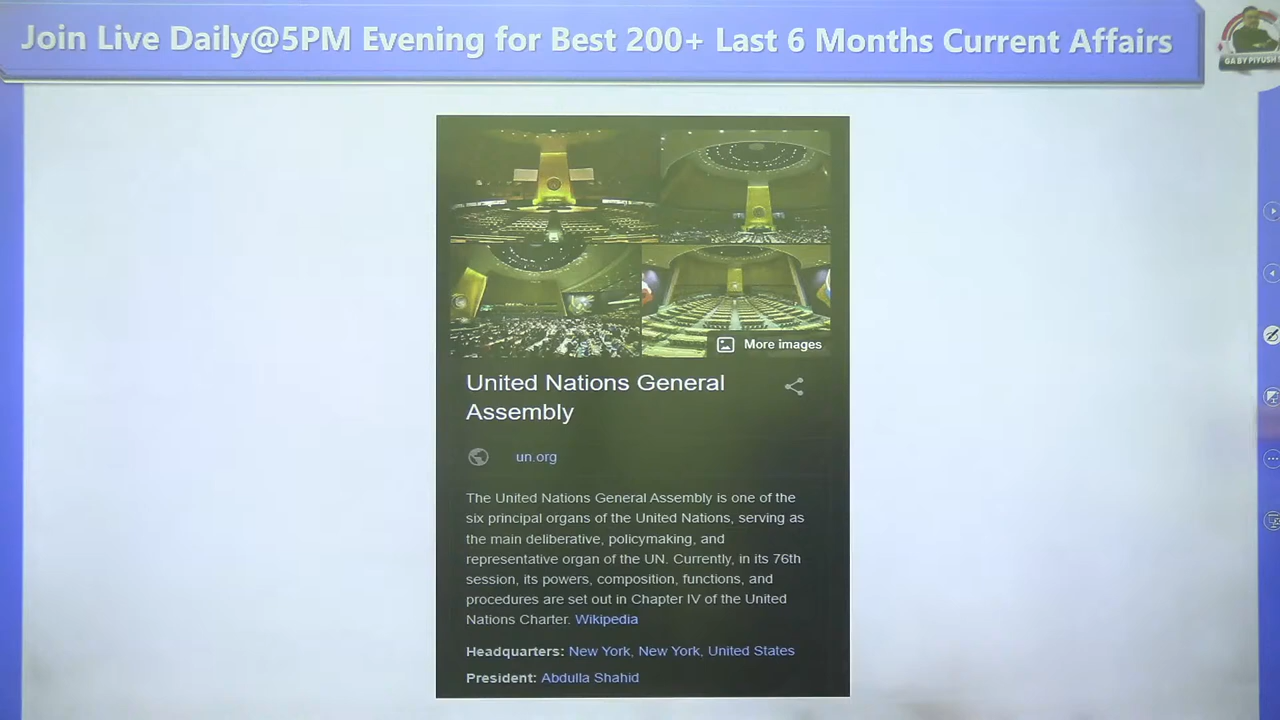 Join Live Daily@5PM Evening for Best 200+ Last 6 Months Current Affairs
GA BY PIYUSH
More images
United Nations General
Assembly
un.org
The United Nations General Assembly is one of the
six principal organs of the United Nations, serving as
the main deliberative, policymaking, and
representative organ of the UN. Currently, in its 76th
session, its powers, composition, functions, and
procedures are set out in Chapter IV of the United
Nations Charter. Wikipedia
Headquarters: New York, New York, United States
President: Abdulla Shahid